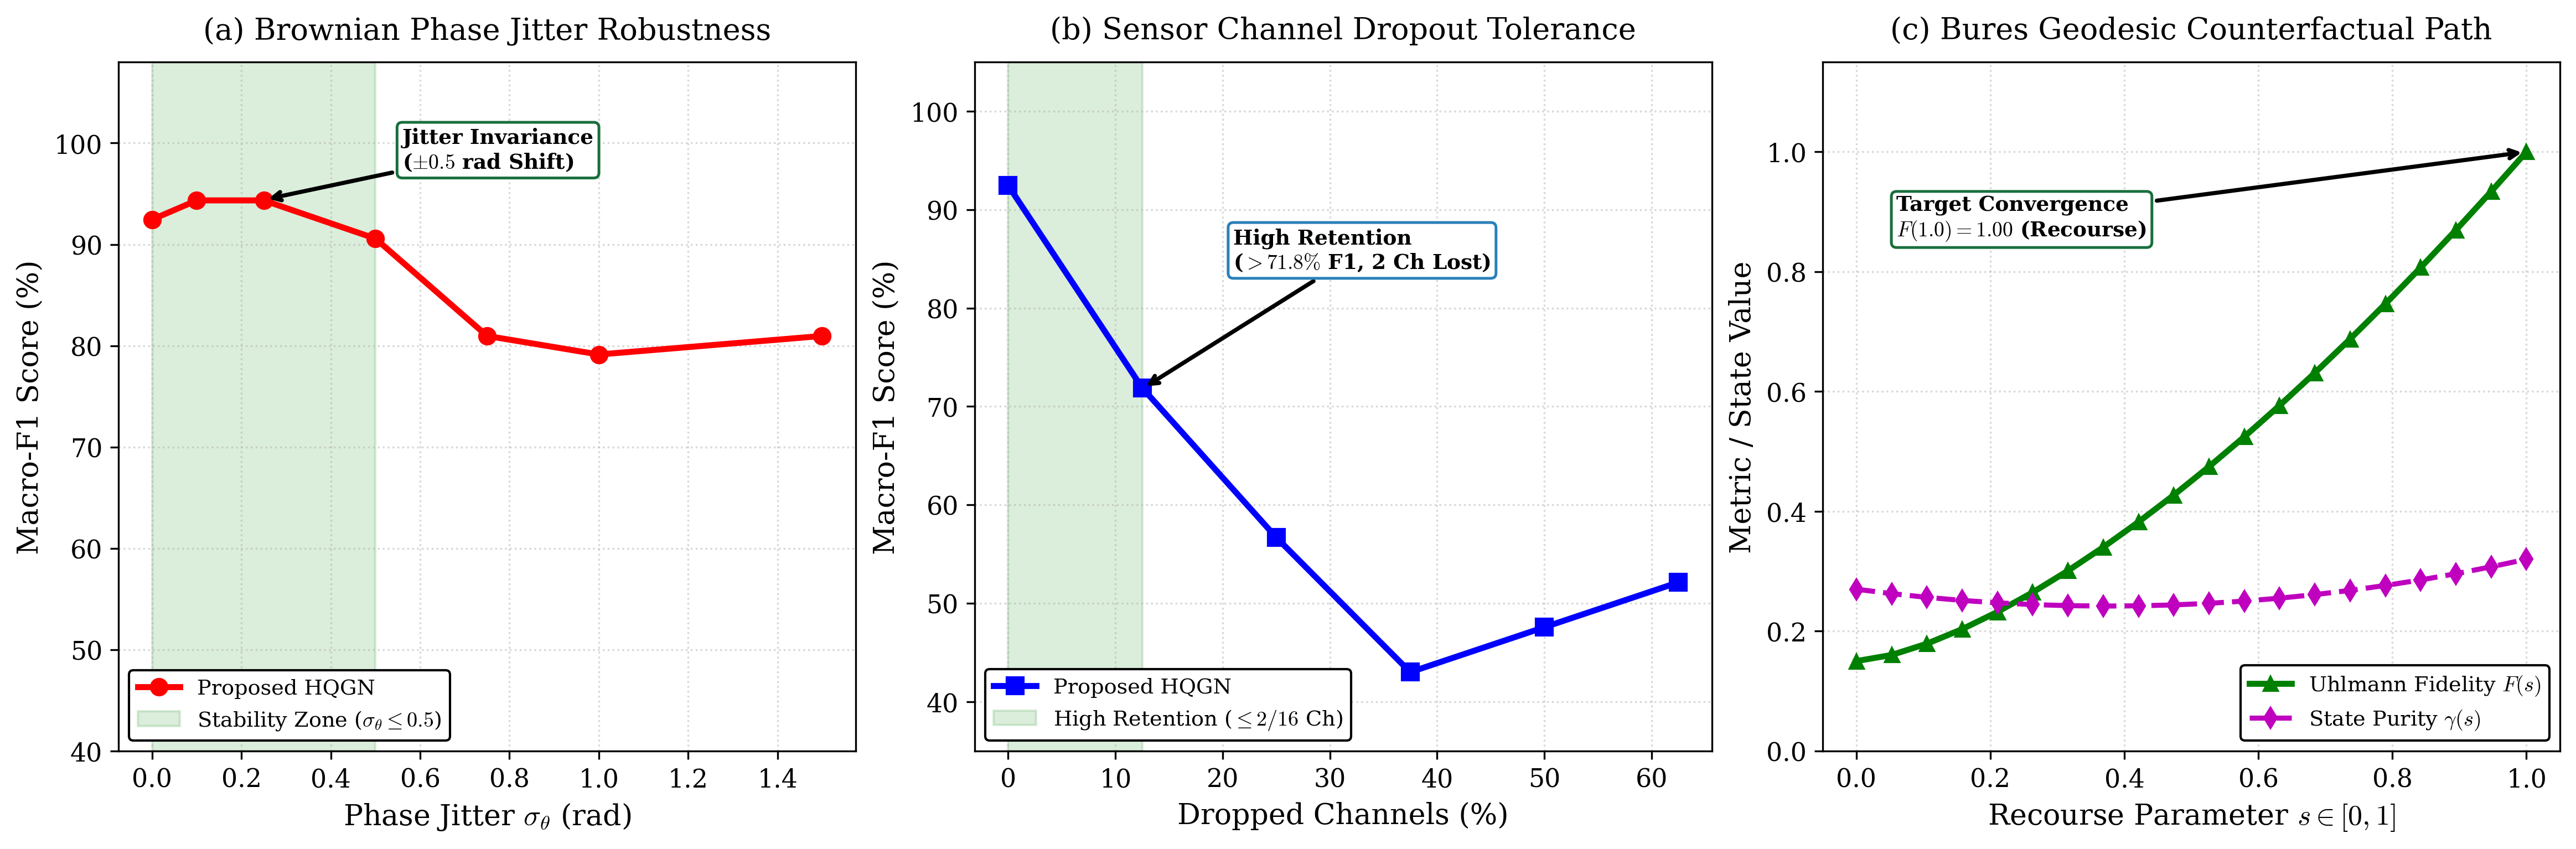 (a) Brownian Phase Jitter Robustness
Macro-F1 Score (%)
100
90
80
70
60
50
40
Jitter Invariance
(±0.5 rad Shift)
Proposed HQGN
Stability Zone (σθ ≤ 0.5)
0.0 0.2 0.4 0.6 0.8 1.0 1.2 1.4
Phase Jitter σθ (rad)
(b) Sensor Channel Dropout Tolerance
Macro-F1 Score (%)
100
90
80
70
60
50
40
High Retention
(>71.8% F1, 2 Ch Lost)
Proposed HQGN
High Retention (≤2/16 Ch)
0 10 20 30 40 50 60
Dropped Channels (%)
(c) Bures Geodesic Counterfactual Path
Metric / State Value
1.0
0.8
0.6
0.4
0.2
0.0
Target Convergence
F(1.0) = 1.00 (Recourse)
Uhlmann Fidelity F(s)
State Purity γ(s)
0.0 0.2 0.4 0.6 0.8 1.0
Recourse Parameter s ∈ [0, 1]